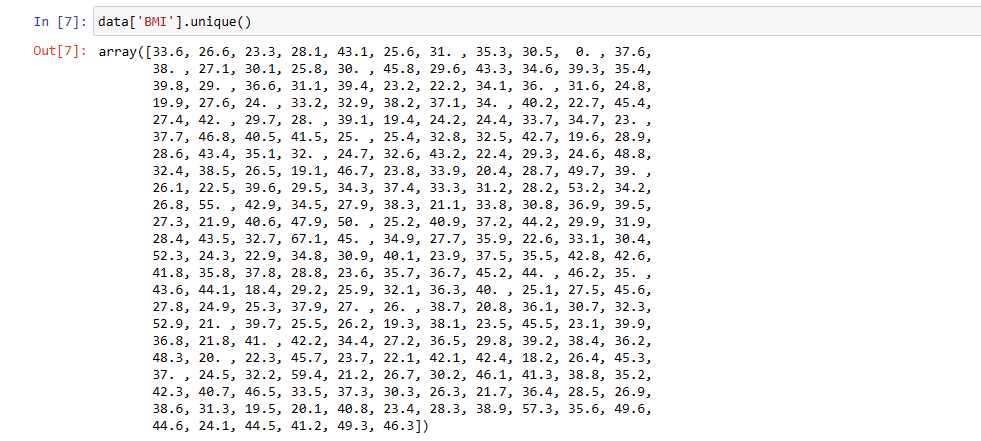 In [7]: data['BMI'].unique()
Out[7]: array([33.6, 26.6, 23.3, 28.1, 43.1, 25.6, 31. , 35.3, 30.5,  0. , 37.6,
38. , 27.1, 30.1, 25.8, 30. , 45.8, 29.6, 43.3, 34.6, 39.3, 35.4,
39.8, 29. , 36.6, 31.1, 39.4, 23.2, 22.2, 34.1, 36. , 31.6, 24.8,
19.9, 27.6, 24. , 33.2, 32.9, 38.2, 37.1, 34. , 40.2, 22.7, 45.4,
27.4, 42. , 29.7, 28. , 39.1, 19.4, 24.2, 24.4, 33.7, 34.7, 23. ,
37.7, 46.8, 40.5, 41.5, 25. , 25.4, 32.8, 32.5, 42.7, 19.6, 28.9,
28.6, 43.4, 35.1, 32. , 24.7, 32.6, 43.2, 22.4, 29.3, 24.6, 48.8,
32.4, 38.5, 26.5, 19.1, 46.7, 23.8, 33.9, 20.4, 28.7, 49.7, 39. ,
26.1, 22.5, 39.6, 29.5, 34.3, 37.4, 33.3, 31.2, 28.2, 53.2, 34.2,
26.8, 55. , 42.9, 34.5, 27.9, 38.3, 21.1, 33.8, 30.8, 36.9, 39.5,
27.3, 21.9, 40.6, 47.9, 50. , 25.2, 40.9, 37.2, 44.2, 29.9, 31.9,
28.4, 43.5, 32.7, 67.1, 45. , 34.9, 27.7, 35.9, 22.6, 33.1, 30.4,
52.3, 24.3, 22.9, 34.8, 30.9, 40.1, 23.9, 37.5, 35.5, 42.8, 42.6,
41.8, 35.8, 37.8, 28.8, 23.6, 35.7, 36.7, 45.2, 44. , 46.2, 35. ,
43.6, 44.1, 18.4, 29.2, 25.9, 32.1, 36.3, 40. , 25.1, 27.5, 45.6,
27.8, 24.9, 25.3, 37.9, 27. , 26. , 38.7, 20.8, 36.1, 30.7, 32.3,
52.9, 21. , 39.7, 25.5, 26.2, 19.3, 38.1, 23.5, 45.5, 23.1, 39.9,
36.8, 21.8, 41. , 42.2, 34.4, 27.2, 36.5, 29.8, 39.2, 38.4, 36.2,
48.3, 20. , 22.3, 45.7, 23.7, 22.1, 42.1, 42.4, 18.2, 26.4, 45.3,
37. , 24.5, 32.2, 59.4, 21.2, 26.7, 30.2, 46.1, 41.3, 38.8, 35.2,
42.3, 40.7, 46.5, 33.5, 37.3, 30.3, 26.3, 21.7, 36.4, 28.5, 26.9,
38.6, 31.3, 19.5, 20.1, 40.8, 23.4, 28.3, 38.9, 57.3, 35.6, 49.6,
44.6, 24.1, 44.5, 41.2, 49.3, 46.3])